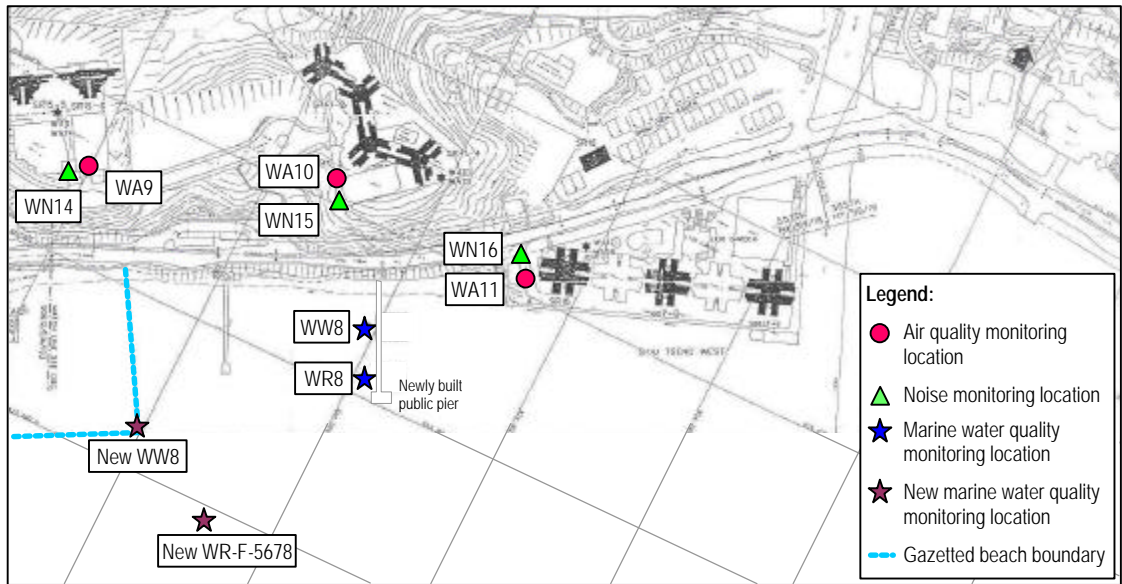 WA9
WN14
WA10
WN15
WN16
WA11
WW8
WR8
Newly built
public pier
New WW8
New WR-F-5678
Legend:
Air quality monitoring
location
Noise monitoring location
Marine water quality
monitoring location
New marine water quality
monitoring location
Gazetted beach boundary